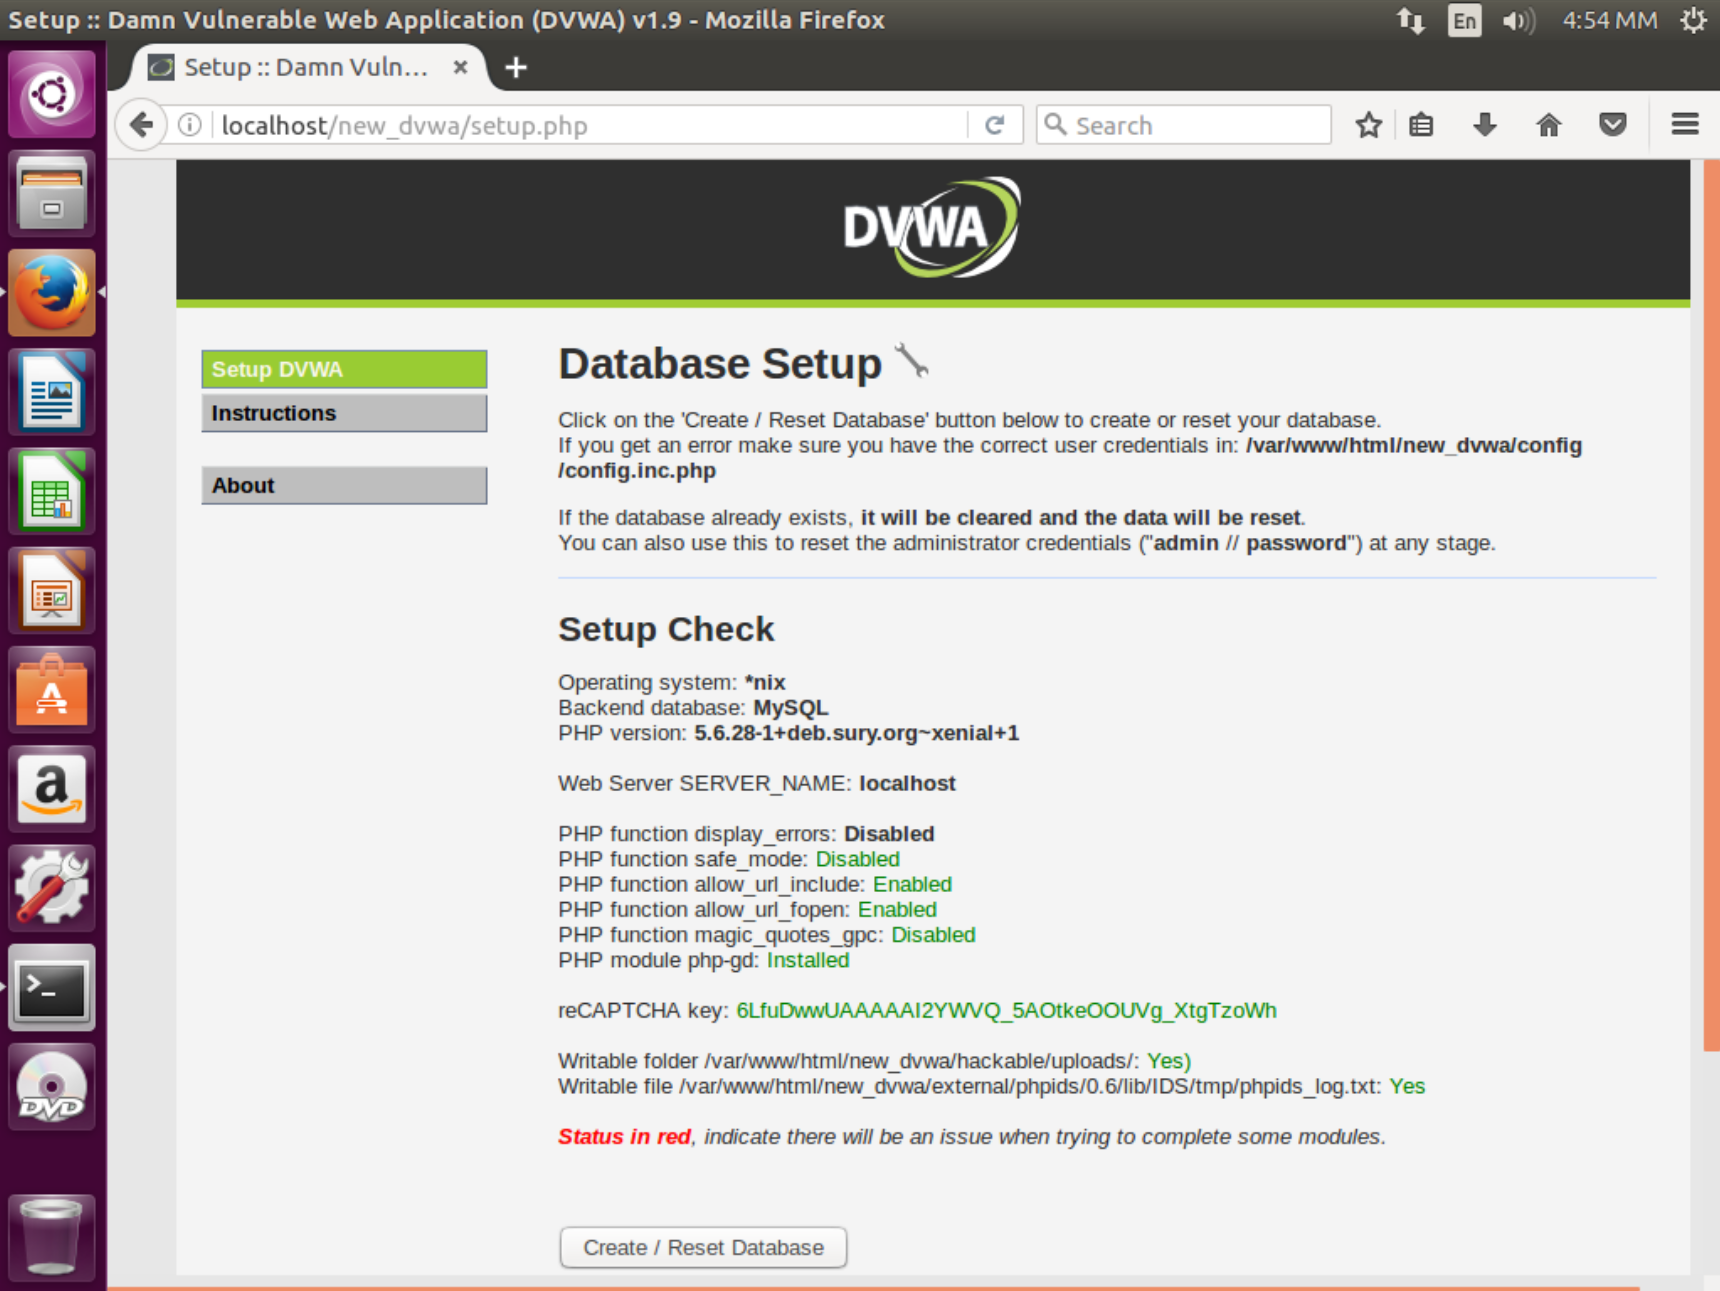 Setup :: Damn Vulnerable Web Application (DVWA) v1.9 - Mozilla Firefox
En
4:54 MM
Setup :: Damn Vuln...
localhost/new_dvwa/setup.php
Search
DVWA
Setup DVWA
Instructions
About
Database Setup
Click on the 'Create / Reset Database' button below to create or reset your database.
If you get an error make sure you have the correct user credentials in: /var/www/html/new_dvwa/config
/config.inc.php
If the database already exists, it will be cleared and the data will be reset.
You can also use this to reset the administrator credentials ("admin // password") at any stage.
Setup Check
Operating system: *nix
Backend database: MySQL
PHP version: 5.6.28-1+deb.sury.org~xenial+1
Web Server SERVER_NAME: localhost
PHP function display_errors: Disabled
PHP function safe_mode: Disabled
PHP function allow_url_include: Enabled
PHP function allow_url_fopen: Enabled
PHP function magic_quotes_gpc: Disabled
PHP module php-gd: Installed
reCAPTCHA key: 6LfuDwwUAAAAAI2YWVQ_5AOtkeOOUVg_XtgTzoWh
Writable folder /var/www/html/new_dvwa/hackable/uploads/: Yes)
Writable file /var/www/html/new_dvwa/external/phpids/0.6/lib/IDS/tmp/phpids_log.txt: Yes
Status in red, indicate there will be an issue when trying to complete some modules.
Create / Reset Database
a
DVD